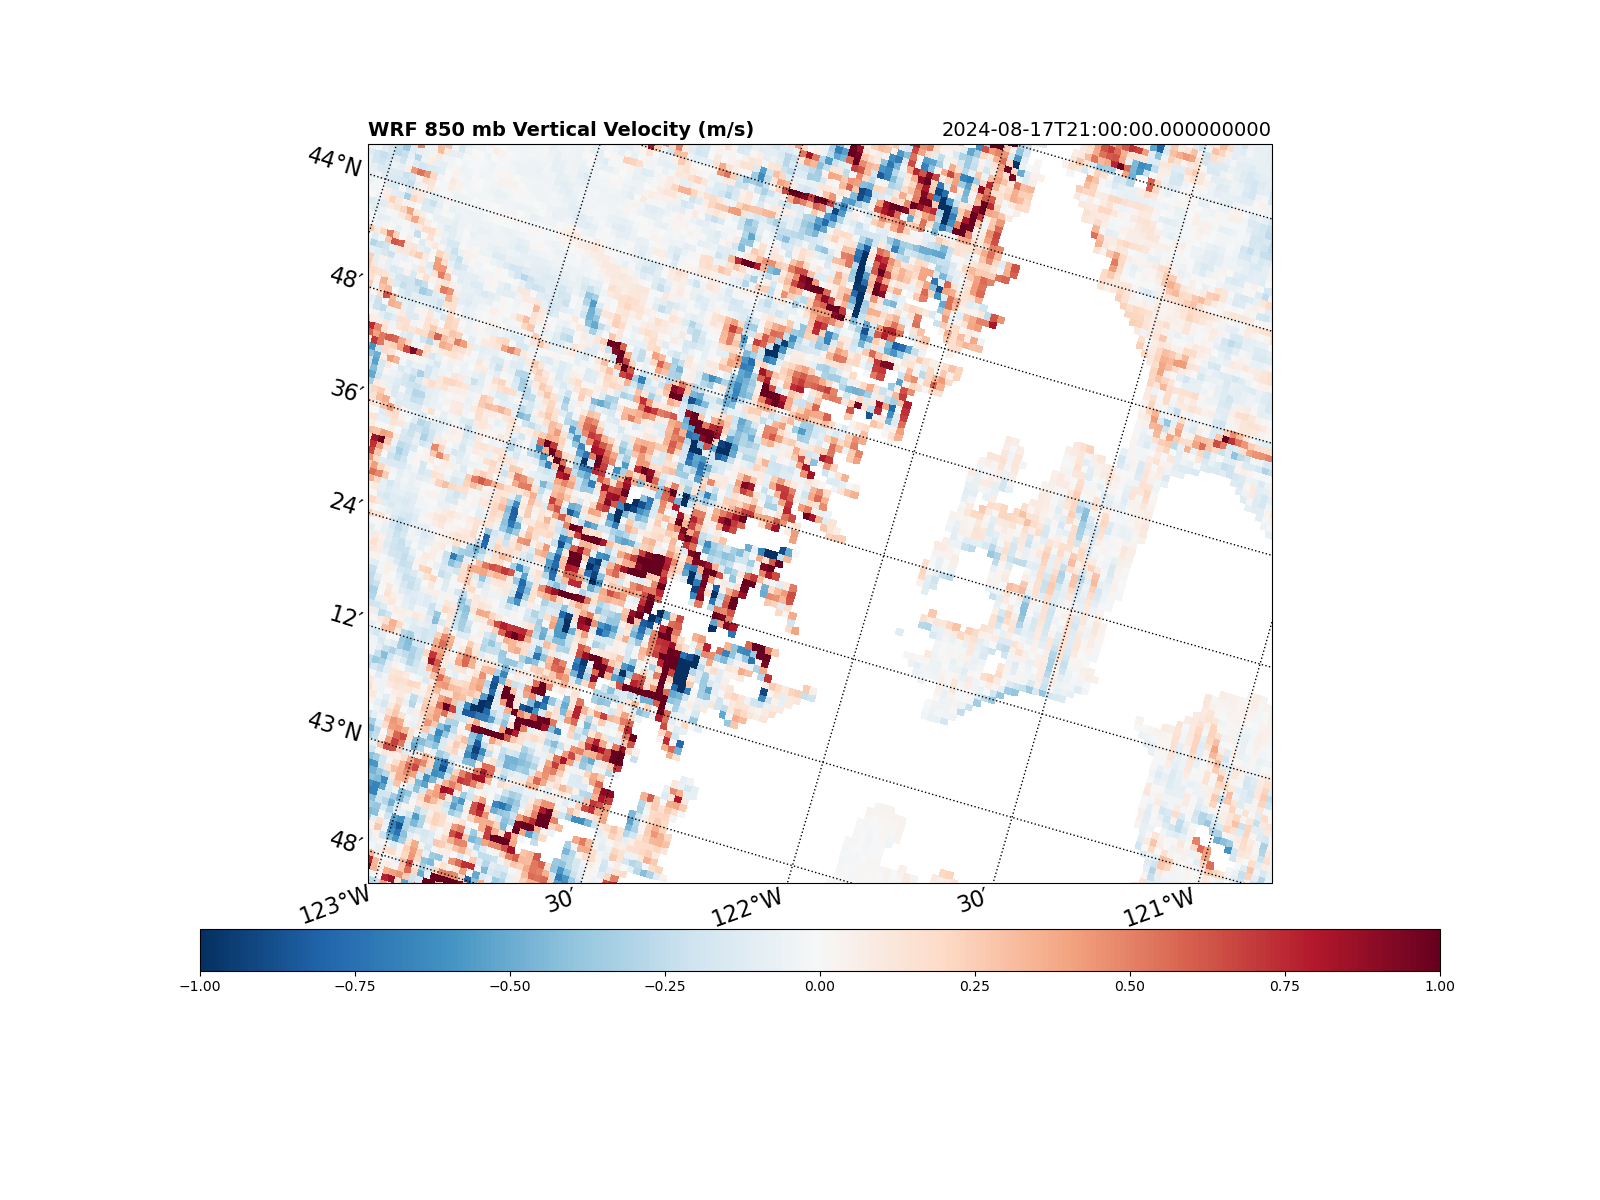 WRF 850 mb Vertical Velocity (m/s) 2024-08-17T21:00:00.000000000
44°N
48′
36′
24′
12′
43°N
48′
123°W 30′ 122°W 30′ 121°W
−1.00 −0.75 −0.50 −0.25 0.00 0.25 0.50 0.75 1.00